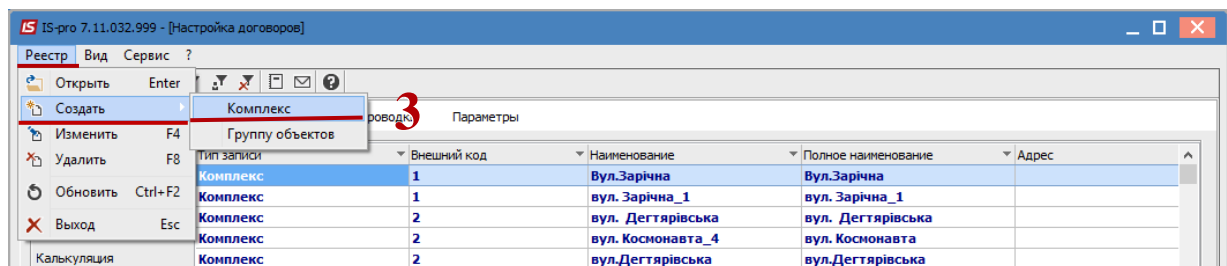 IS IS-pro 7.11.032.999 - [Настройка договоров]
Реестр Вид Сервис ?
Открыть Enter
Создать Комплекс 3 Параметры
Изменить F4 Группу объектов
Удалить F8 Тип записи Внешний код Наименование Полное наименование Адрес
Комплекс 1 Вул.Зарічна Вул.Зарічна
Обновить Ctrl+F2 Комплекс 1 вул. Зарічна_1 вул. Зарічна_1
Выход Esc Комплекс 2 вул. Дегтярівська вул. Дегтярівська
Комплекс 2 вул. Космонавта_4 вул. Космонавта
Калькуляция Комплекс 2 вул.Дегтярівська вул.Дегтярівська